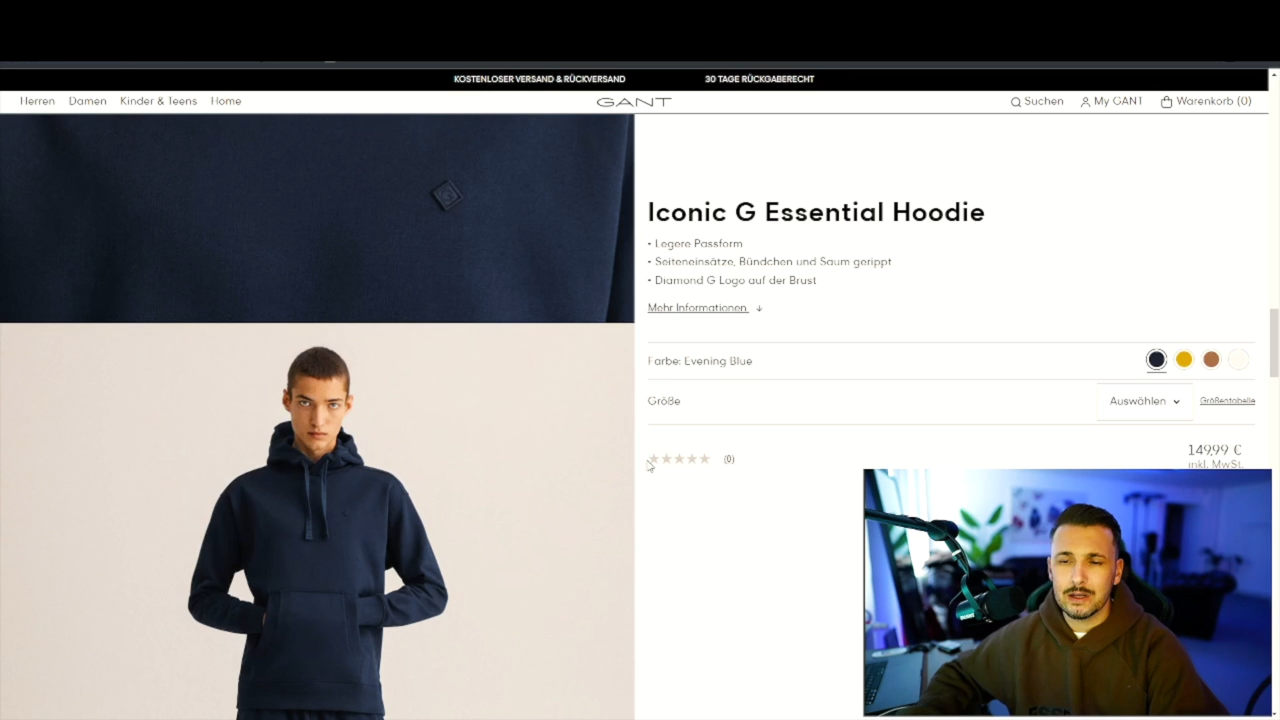 KOSTENLOSER VERSAND & RÜCKVERSAND
30 TAGE RÜCKGABERECHT
Herren Damen Kinder & Teens Home
GANT
Suchen My GANT Warenkorb (0)
Iconic G Essential Hoodie
• Legere Passform
• Seiteneinsätze, Bündchen und Saum gerippt
• Diamond G Logo auf der Brust
Mehr Informationen ↓
Farbe: Evening Blue
Größe
Auswählen
Größentabelle
(0)
149,99 €
inkl. MwSt.